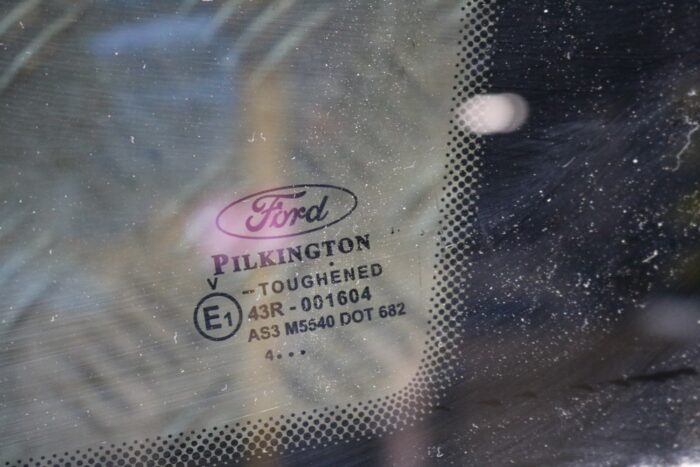 Ford
PILKINGTON
V
-- TOUGHENED
E1 43R - 001604
AS3 M5540 DOT 682
4...